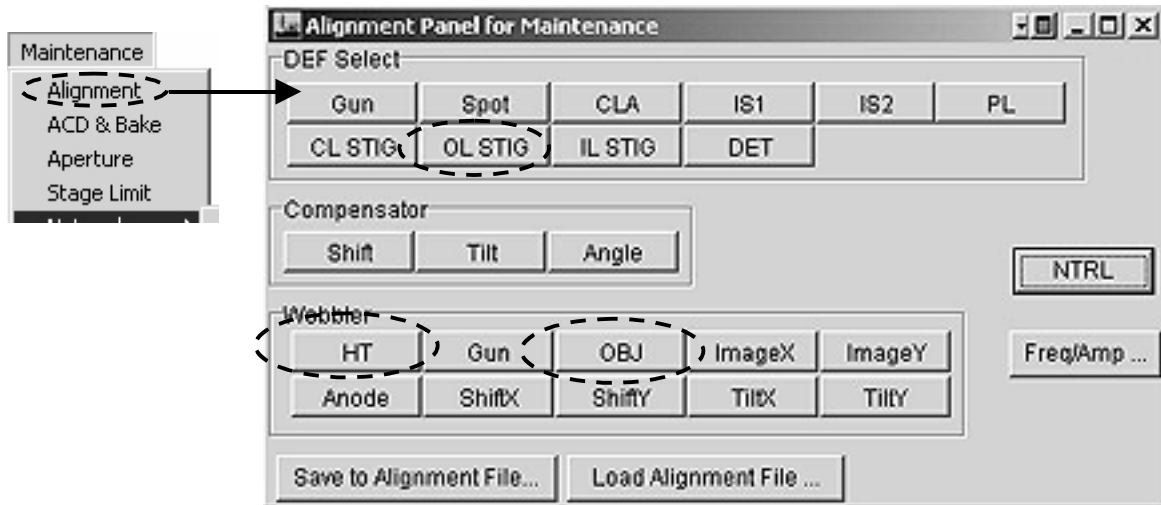 Maintenance
Alignment
ACD & Bake
Aperture
Stage Limit
Alignment Panel for Maintenance
DEF Select
Gun Spot CLA IS1 IS2 PL
CL STIG OL STIG IL STIG DET
Compensator
Shift Tilt Angle
NTRL
Wobbler
HT Gun OBJ ImageX ImageY
Freq/Amp ...
Anode ShiftX ShiftY TiltX TiltY
Save to Alignment File... Load Alignment File ...